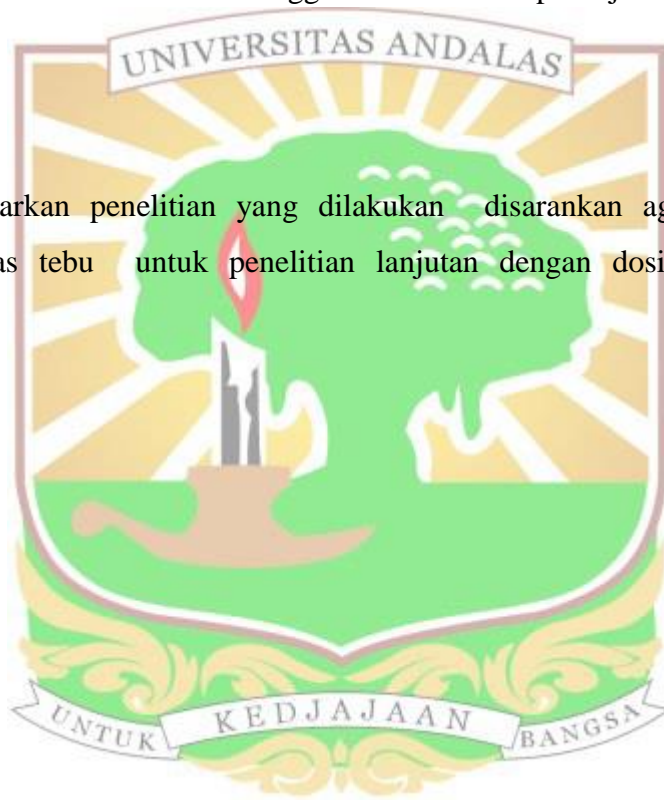 UNIVERSITAS ANDALAS
arkan penelitian yang dilakukan disarankan ag
as tebu untuk penelitian lanjutan dengan dosi
UNTUK KEDJAJAAN BANGSA